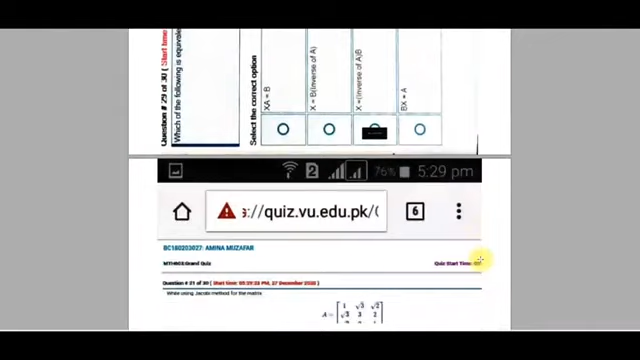 Question # 29 of 30 ( Start time
Which of the following is equivale
Select the correct option
XA = B
X = B(Inverse of A)
X =(Inverse of A)B
BX = A
2
76%
5:29 pm
s://quiz.vu.edu.pk/
6
BC180203027: AMINA MUZAFAR
MTH603:Grand Quiz
Quiz Start Time:
Question # 21 of 30 ( Start time: 05:29:23 PM, 27 December 2020 )
While using Jacobi method for the matrix
A = 1 √3 √2
√3 3 2